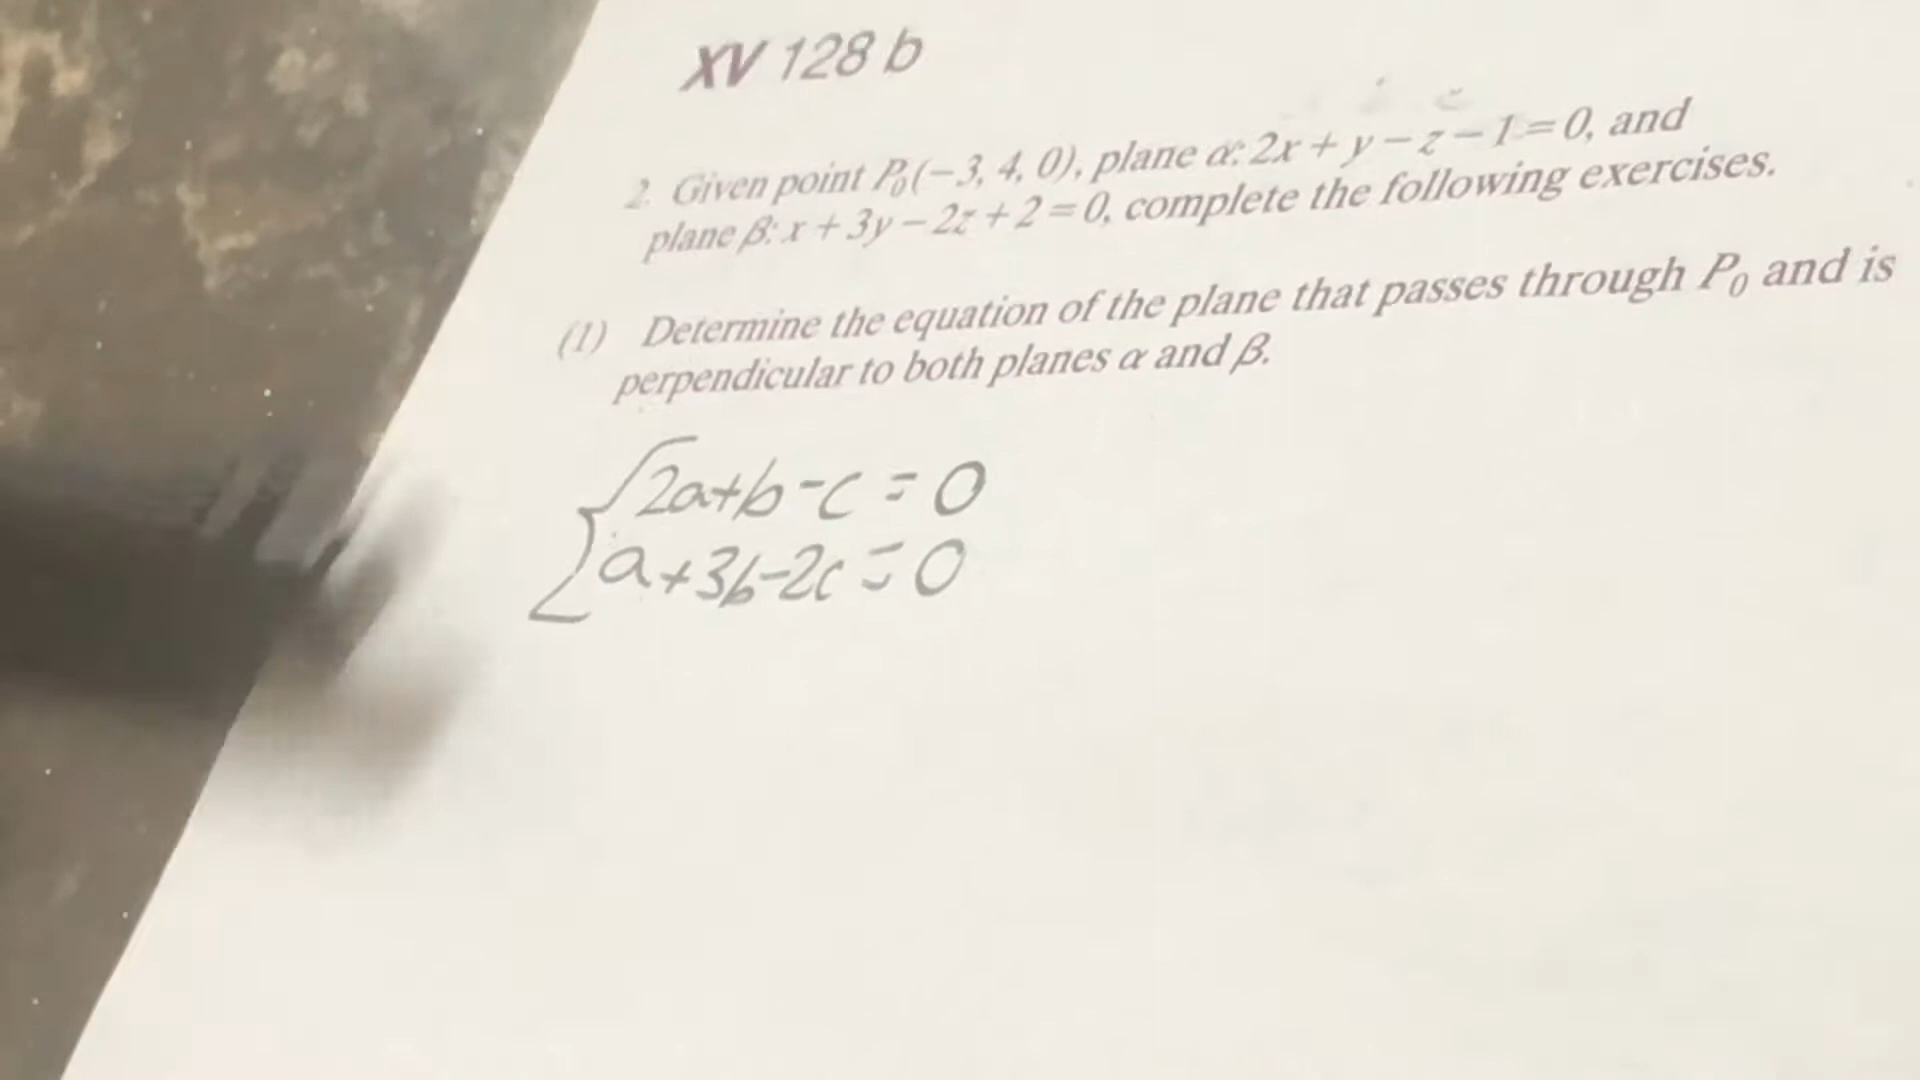 XV 128 b
2. Given point P₀(−3, 4, 0), plane α: 2x + y − z − 1 = 0, and
plane β: x + 3y − 2z + 2 = 0, complete the following exercises.
(1) Determine the equation of the plane that passes through P₀ and is
perpendicular to both planes α and β.
{2a+b-c=0
a+3b-2c=0